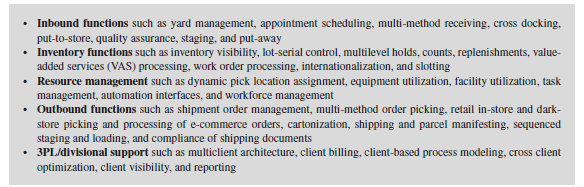 • Inbound functions such as yard management, appointment scheduling, multi-method receiving, cross docking,
put-to-store, quality assurance, staging, and put-away
• Inventory functions such as inventory visibility, lot-serial control, multilevel holds, counts, replenishments, value-
added services (VAS) processing, work order processing, internationalization, and slotting
• Resource management such as dynamic pick location assignment, equipment utilization, facility utilization, task
management, automation interfaces, and workforce management
• Outbound functions such as shipment order management, multi-method order picking, retail in-store and dark-
store picking and processing of e-commerce orders, cartonization, shipping and parcel manifesting, sequenced
staging and loading, and compliance of shipping documents
• 3PL/divisional support such as multiclient architecture, client billing, client-based process modeling, cross client
optimization, client visibility, and reporting